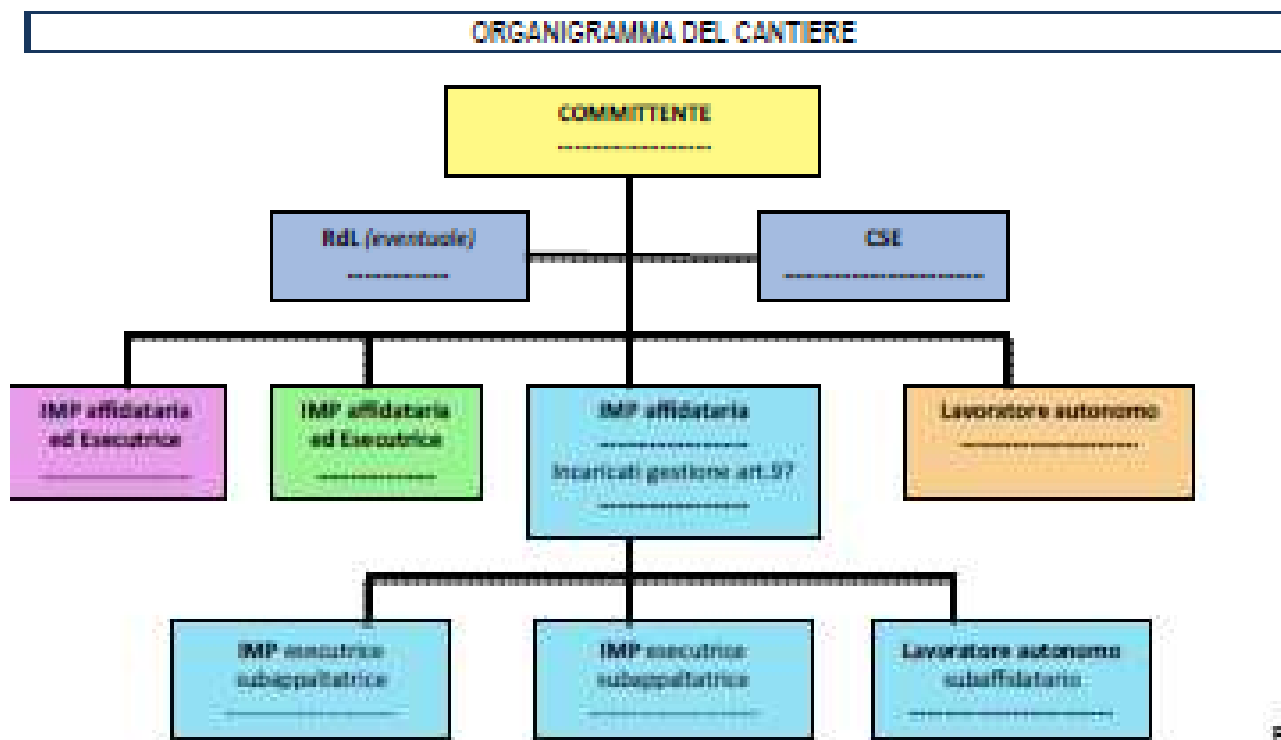 ORGANIGRAMMA DEL CANTIERE
COMMITTENTE
RdL (eventuale)
CSE
IMP affidataria
ed Esecutrice
IMP affidataria
ed Esecutrice
IMP affidataria
Incaricati gestione art.97
Lavoratore autonomo
IMP esecutrice
subappaltatrice
IMP esecutrice
subappaltatrice
Lavoratore autonomo
subaffidatario